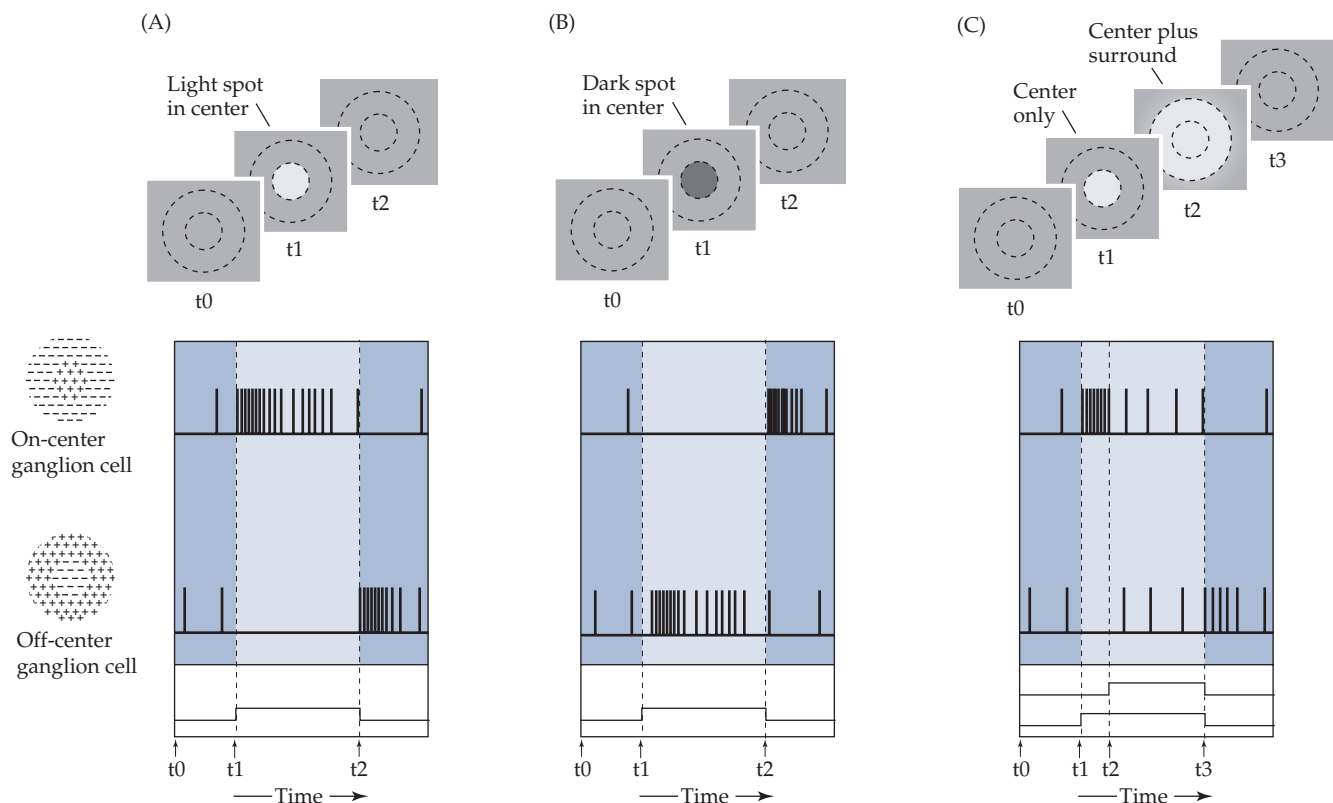 (A)
Light spot
in center
t0
t1
t2
(B)
Dark spot
in center
t0
t1
t2
(C)
Center
only
Center plus
surround
t0
t1
t2
t3
On-center
ganglion cell
Off-center
ganglion cell
t0 t1 t2
Time
t0 t1 t2
Time
t0 t1 t2 t3
Time